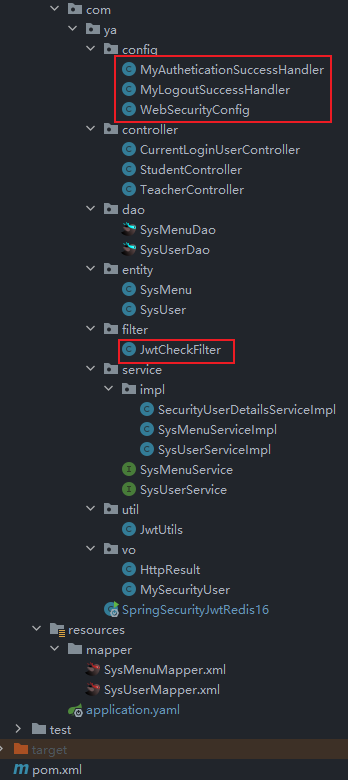 com
ya
config
MyAutheticationSuccessHandler
MyLogoutSuccessHandler
WebSecurityConfig
controller
CurrentLoginUserController
StudentController
TeacherController
dao
SysMenuDao
SysUserDao
entity
SysMenu
SysUser
filter
JwtCheckFilter
service
impl
SecurityUserDetailsServiceImpl
SysMenuServiceImpl
SysUserServiceImpl
SysMenuService
SysUserService
util
JwtUtils
vo
HttpResult
MySecurityUser
SpringSecurityJwtRedis16
resources
mapper
SysMenuMapper.xml
SysUserMapper.xml
application.yaml
test
target
pom.xml